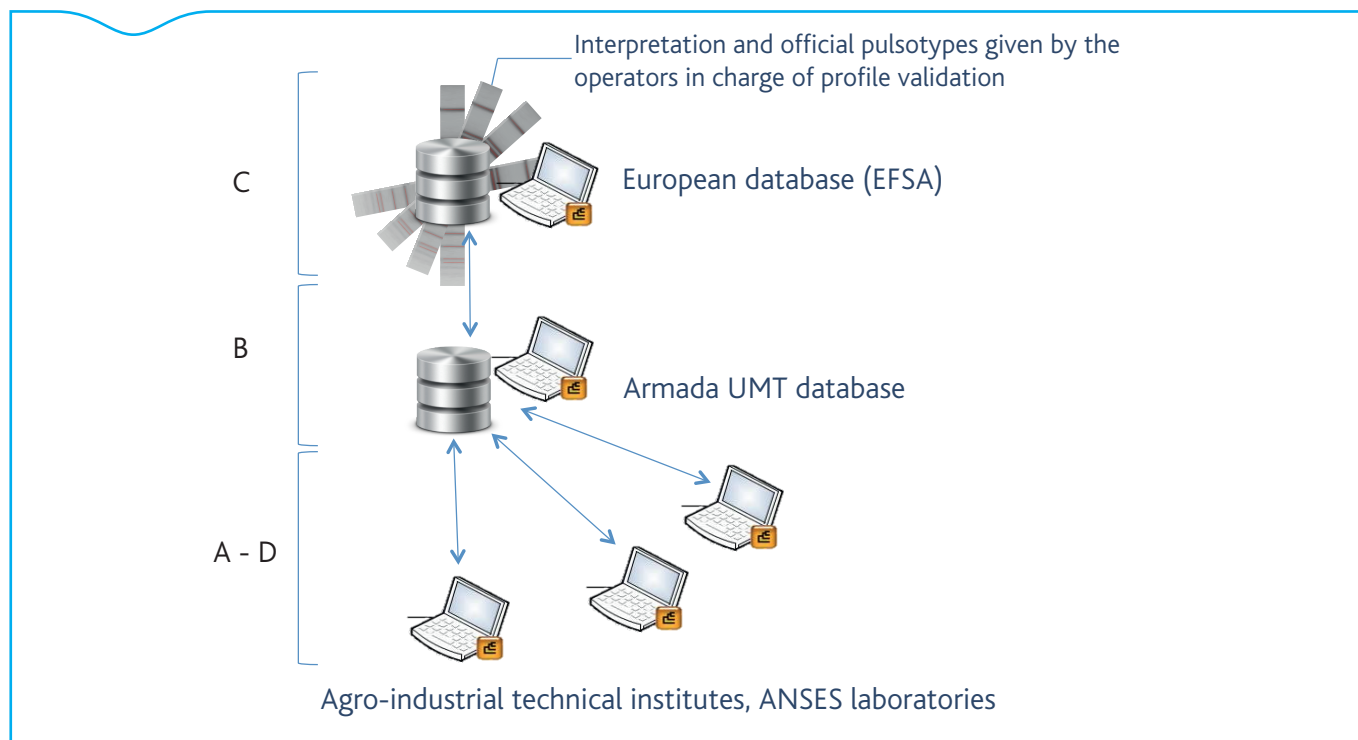 Interpretation and official pulsotypes given by the
operators in charge of profile validation
C
European database (EFSA)
B
Armada UMT database
A - D
Agro-industrial technical institutes, ANSES laboratories